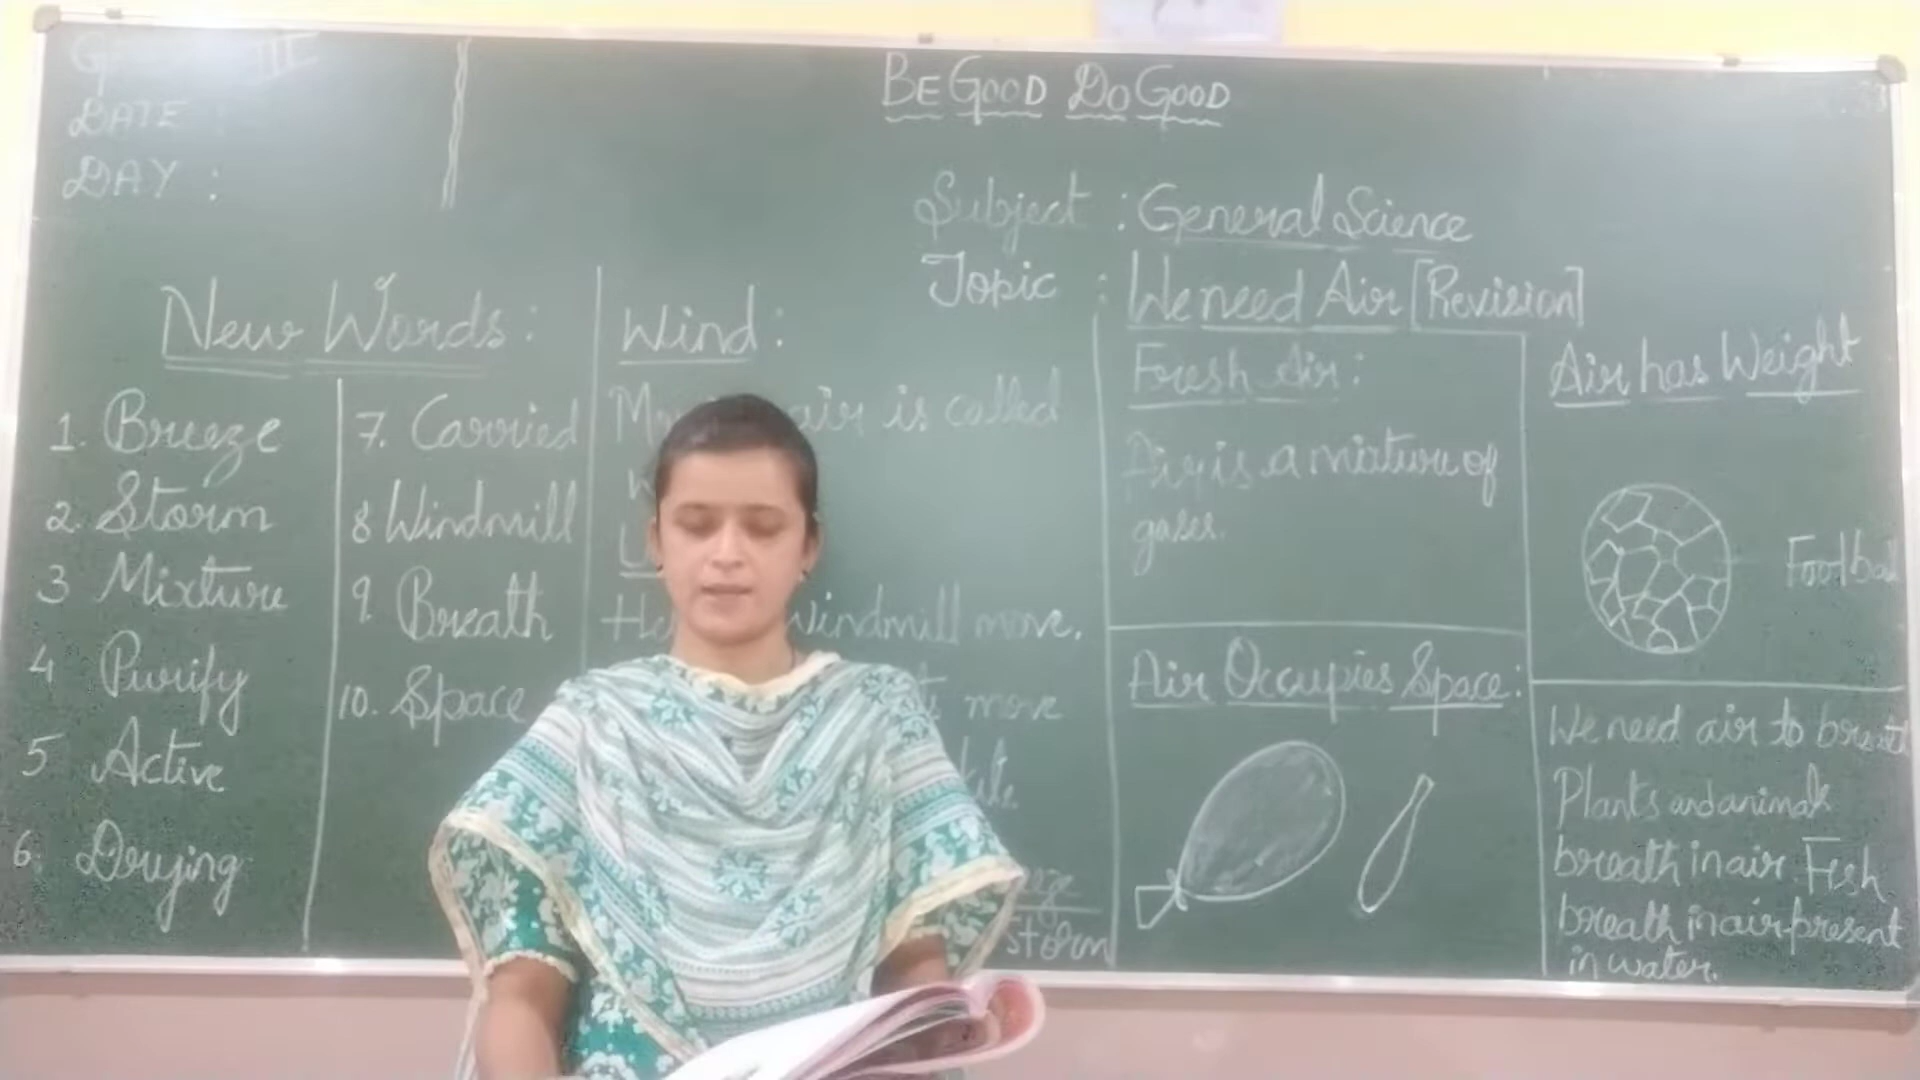 III
DATE :
DAY :
BE GOOD DO GOOD
Subject : General Science
Topic : We need Air [Revision]
New Words :
1. Breeze
2. Storm
3 Mixture
4 Purify
5 Active
6. Drying
7. Carried
8 Windmill
9 Breath
10. Space
Wind :
air is called
windmill move.
move
storm
Fresh Air :
Air is a mixture of
gases.
Air Occupies Space :
Air has Weight
We need air to
Plants and animals
breath in air. Fish
breath in air present
in water.